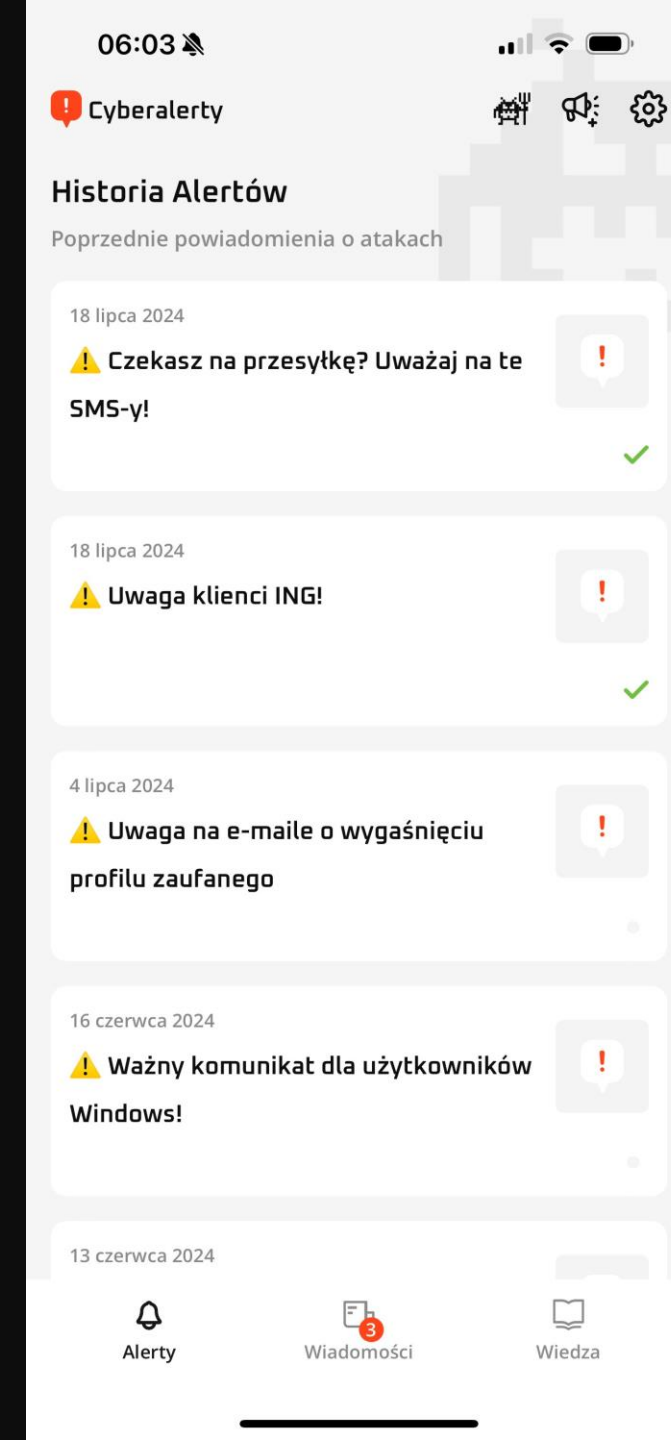 06:03
Cyberalerty
Historia Alertów
Poprzednie powiadomienia o atakach
18 lipca 2024
⚠️ Czekasz na przesyłkę? Uważaj na te
SMS-y!
18 lipca 2024
⚠️ Uwaga klienci ING!
4 lipca 2024
⚠️ Uwaga na e-maile o wygaśnięciu
profilu zaufanego
16 czerwca 2024
⚠️ Ważny komunikat dla użytkowników
Windows!
13 czerwca 2024
3
Alerty Wiadomości Wiedza